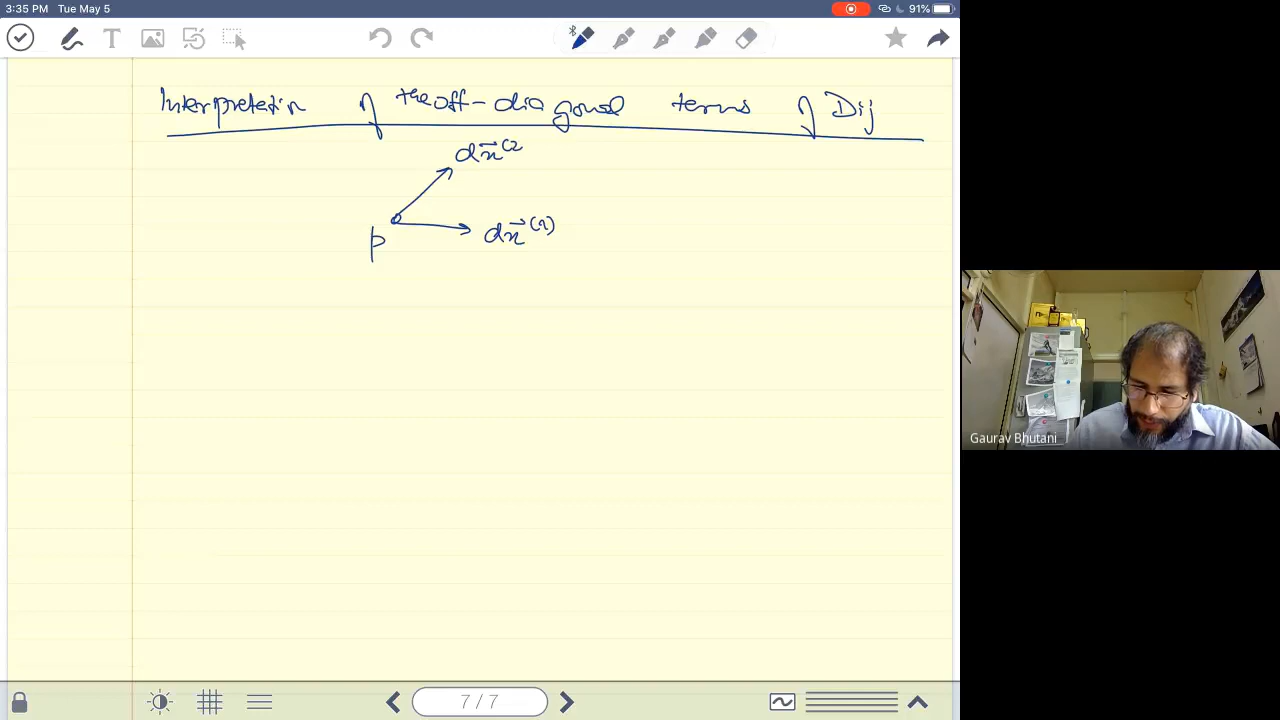 3:35 PM Tue May 5
91%
Interpretation of the off-diagonal terms of Dij
dx⃗(2
P
dx⃗(1)
Gaurav Bhutani
7 / 7